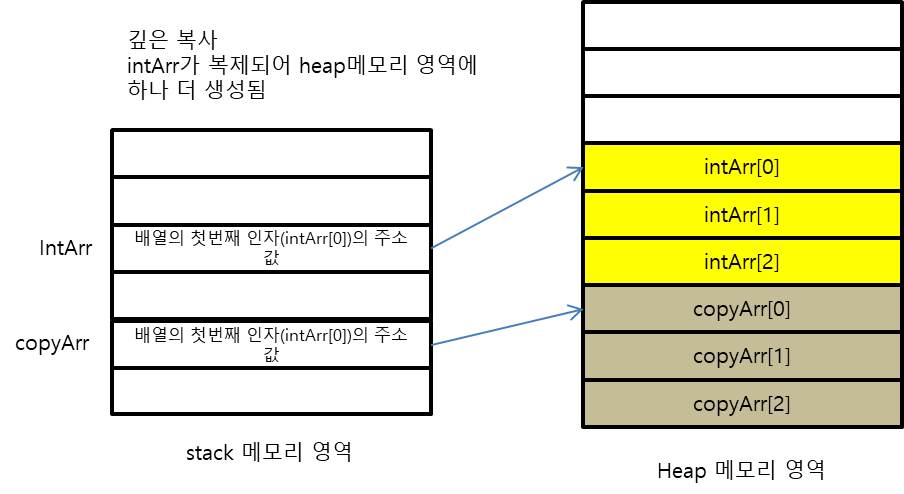 깊은 복사
intArr가 복제되어 heap메모리 영역에
하나 더 생성됨
IntArr
배열의 첫번째 인자(intArr[0])의 주소
값
copyArr
배열의 첫번째 인자(intArr[0])의 주소
값
stack 메모리 영역
intArr[0]
intArr[1]
intArr[2]
copyArr[0]
copyArr[1]
copyArr[2]
Heap 메모리 영역